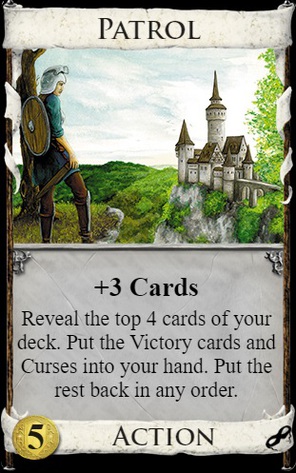 PATROL
+3 Cards
Reveal the top 4 cards of your
deck. Put the Victory cards and
Curses into your hand. Put the
rest back in any order.
5
ACTION